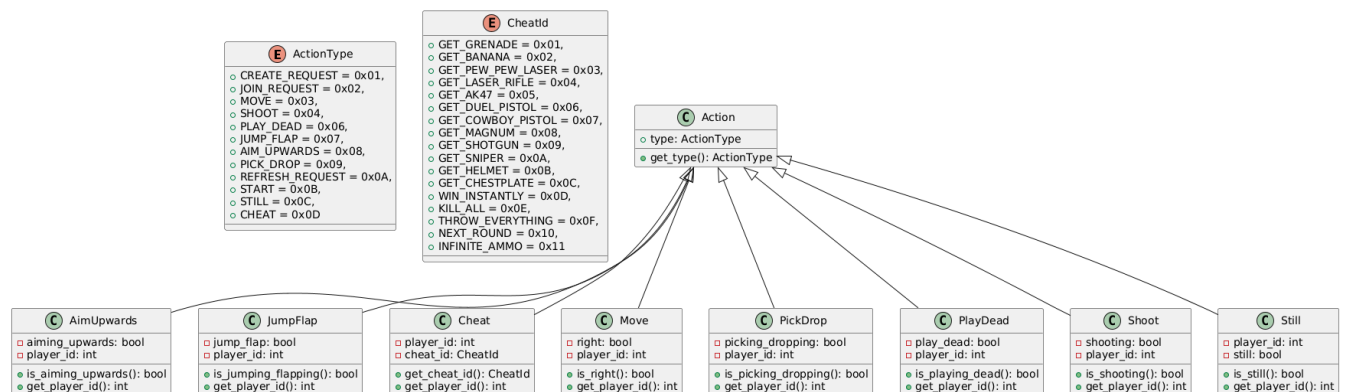 E ActionType
CREATE_REQUEST = 0x01,
JOIN_REQUEST = 0x02,
MOVE = 0x03,
SHOOT = 0x04,
PLAY_DEAD = 0x06,
JUMP_FLAP = 0x07,
AIM_UPWARDS = 0x08,
PICK_DROP = 0x09,
REFRESH_REQUEST = 0x0A,
START = 0x0B,
STILL = 0x0C,
CHEAT = 0x0D
E CheatId
GET_GRENADE = 0x01,
GET_BANANA = 0x02,
GET_PEW_PEW_LASER = 0x03,
GET_LASER_RIFLE = 0x04,
GET_AK47 = 0x05,
GET_DUEL_PISTOL = 0x06,
GET_COWBOY_PISTOL = 0x07,
GET_MAGNUM = 0x08,
GET_SHOTGUN = 0x09,
GET_SNIPER = 0x0A,
GET_HELMET = 0x0B,
GET_CHESTPLATE = 0x0C,
WIN_INSTANTLY = 0x0D,
KILL_ALL = 0x0E,
THROW_EVERYTHING = 0x0F,
NEXT_ROUND = 0x10,
INFINITE_AMMO = 0x11
C Action
type: ActionType
get_type(): ActionType
C AimUpwards
aiming_upwards: bool
player_id: int
is_aiming_upwards(): bool
get_player_id(): int
C JumpFlap
jump_flap: bool
player_id: int
is_jumping_flapping(): bool
get_player_id(): int
C Cheat
player_id: int
cheat_id: CheatId
get_cheat_id(): CheatId
get_player_id(): int
C Move
right: bool
player_id: int
is_right(): bool
get_player_id(): int
C PickDrop
picking_dropping: bool
player_id: int
is_picking_dropping(): bool
get_player_id(): int
C PlayDead
play_dead: bool
player_id: int
is_playing_dead(): bool
get_player_id(): int
C Shoot
shooting: bool
player_id: int
is_shooting(): bool
get_player_id(): int
C Still
player_id: int
still: bool
is_still(): bool
get_player_id(): int